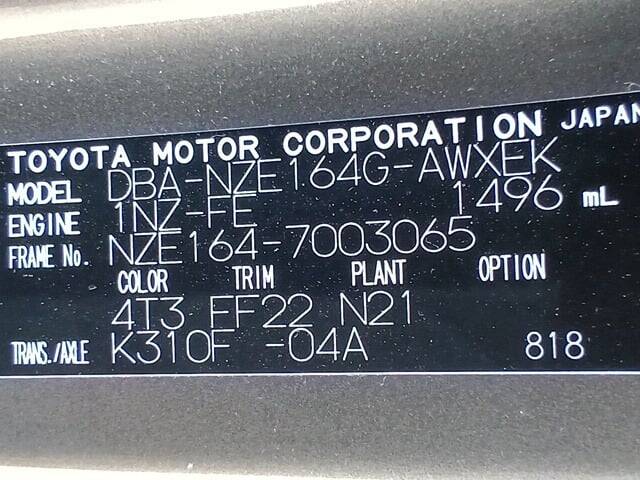 TOYOTA MOTOR CORPORATION JAPAN
MODEL DBA-NZE164G-AWXEK
ENGINE 1NZ-FE 1496 mL
FRAME No. NZE164-7003065
COLOR TRIM PLANT OPTION
4T3 EF22 N21
TRANS./AXLE K310F -04A 818